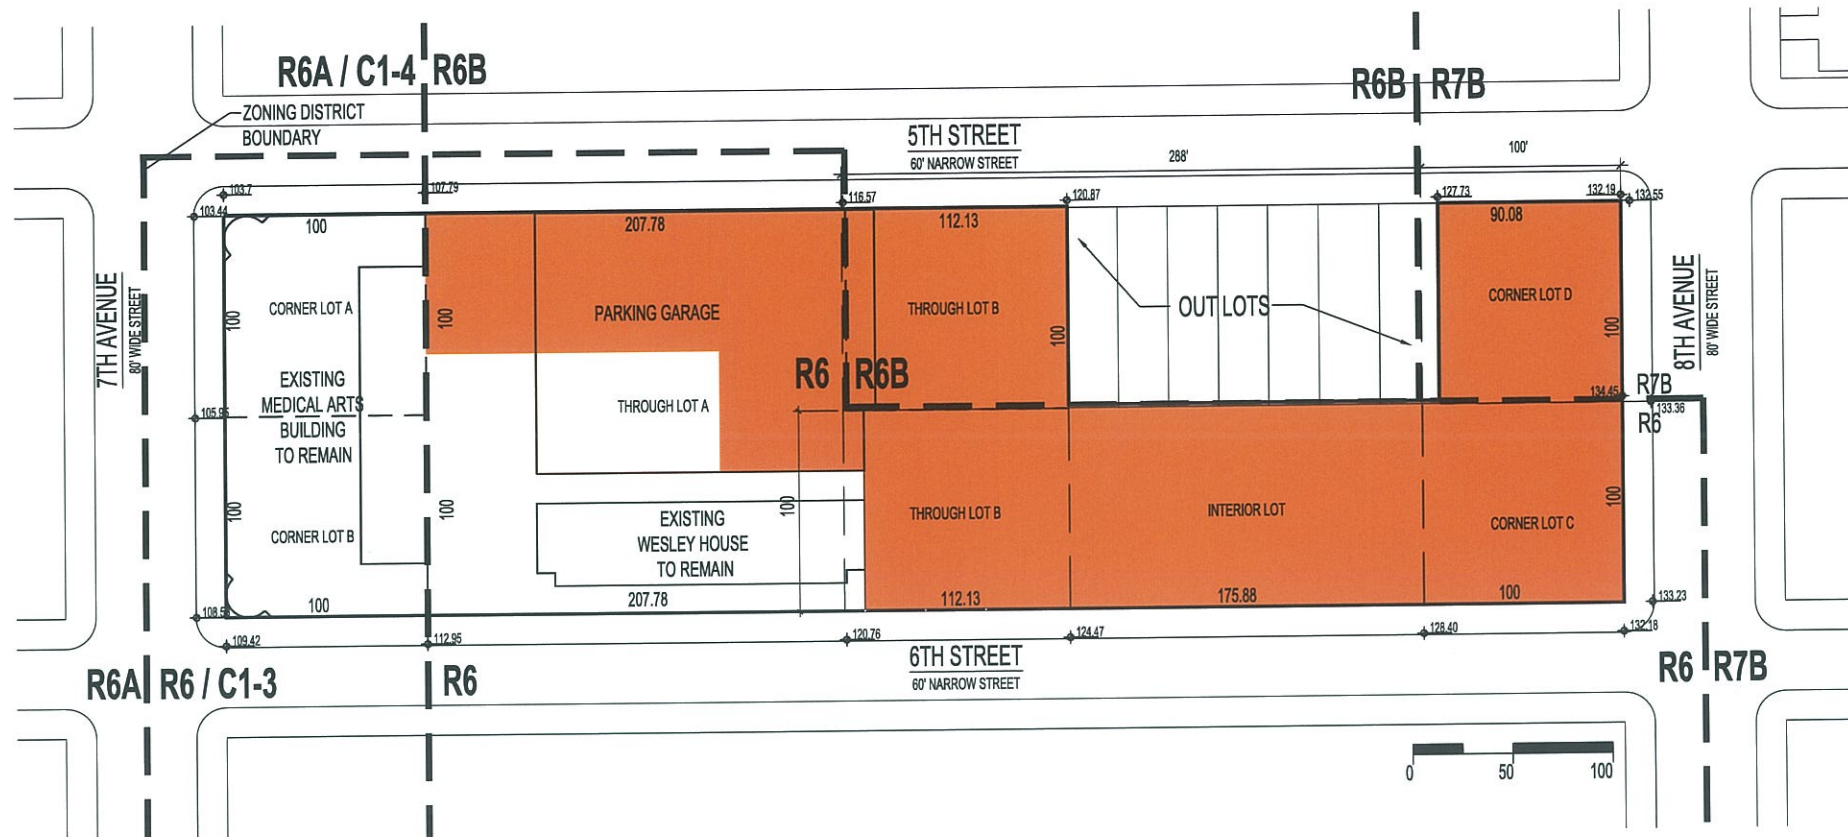 R6A / C1-4 R6B
R6B R7B
ZONING DISTRICT
BOUNDARY
5TH STREET
60' NARROW STREET
288'
100'
103.7
107.79
116.57
120.87
127.73
132.19
132.55
103.44
100
207.78
112.13
90.08
7TH AVENUE
80' WIDE STREET
8TH AVENUE
80' WIDE STREET
CORNER LOT A
100
100
PARKING GARAGE
THROUGH LOT B
100
OUT LOTS
CORNER LOT D
100
R6 R6B
EXISTING
MEDICAL ARTS
BUILDING
TO REMAIN
THROUGH LOT A
105.95
134.45
R7B
133.36
R6
100
100
100
CORNER LOT B
EXISTING
WESLEY HOUSE
TO REMAIN
THROUGH LOT B
INTERIOR LOT
CORNER LOT C
100
100
207.78
112.13
175.88
100
133.23
109.42
112.95
120.76
124.47
128.40
132.18
6TH STREET
60' NARROW STREET
R6A R6 / C1-3
R6
R6 R7B
0
50
100